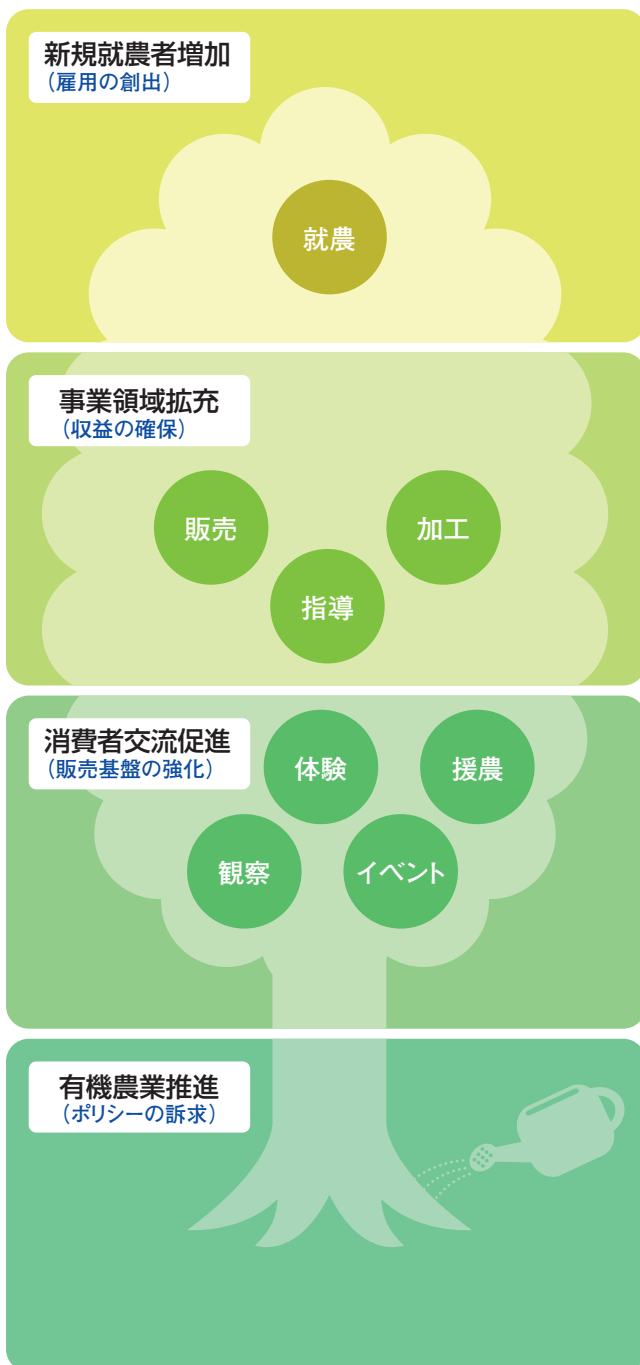 新規就農者増加
（雇用の創出）
就農
事業領域拡充
（収益の確保）
販売
加工
指導
消費者交流促進
（販売基盤の強化）
体験
援農
観察
イベント
有機農業推進
（ポリシーの訴求）